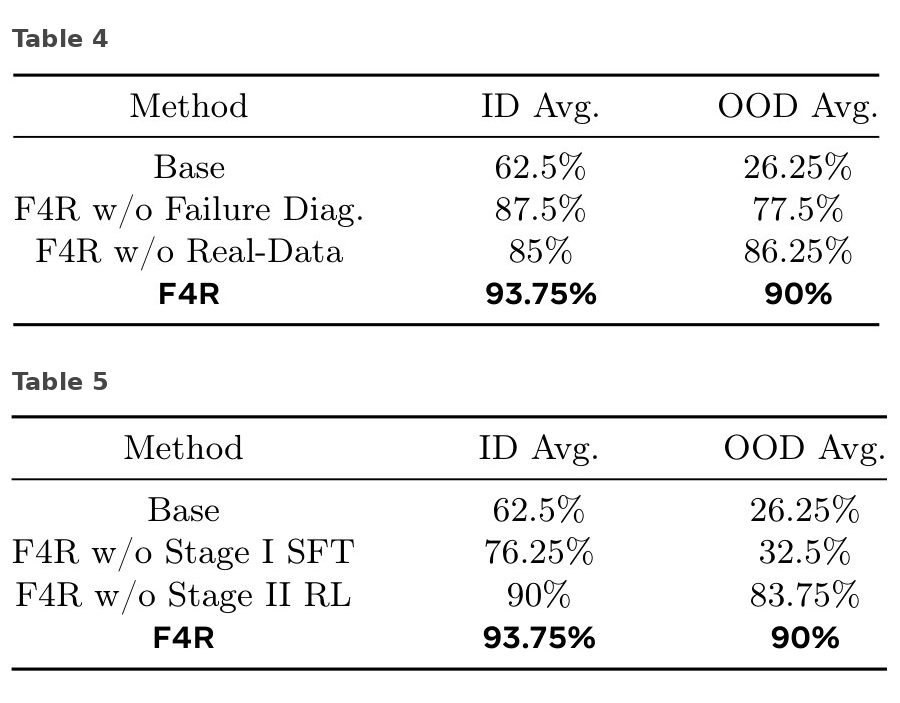 Table 4
Method ID Avg. OOD Avg.
Base 62.5% 26.25%
F4R w/o Failure Diag. 87.5% 77.5%
F4R w/o Real-Data 85% 86.25%
F4R 93.75% 90%
Table 5
Method ID Avg. OOD Avg.
Base 62.5% 26.25%
F4R w/o Stage I SFT 76.25% 32.5%
F4R w/o Stage II RL 90% 83.75%
F4R 93.75% 90%